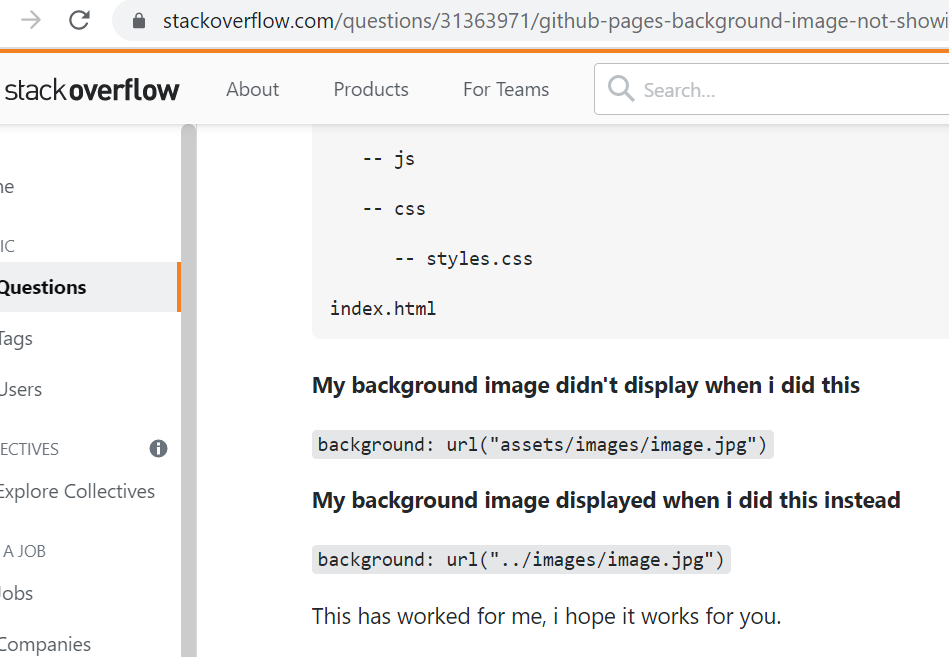 stackoverflow.com/questions/31363971/github-pages-background-image-not-showi
stackoverflow About Products For Teams Search...
-- js
ne
-- css
IC
-- styles.css
Questions
index.html
Tags
My background image didn't display when i did this
Users
background: url("assets/images/image.jpg")
ECTIVES
Explore Collectives
My background image displayed when i did this instead
A JOB
background: url("../images/image.jpg")
Jobs
This has worked for me, i hope it works for you.
Companies